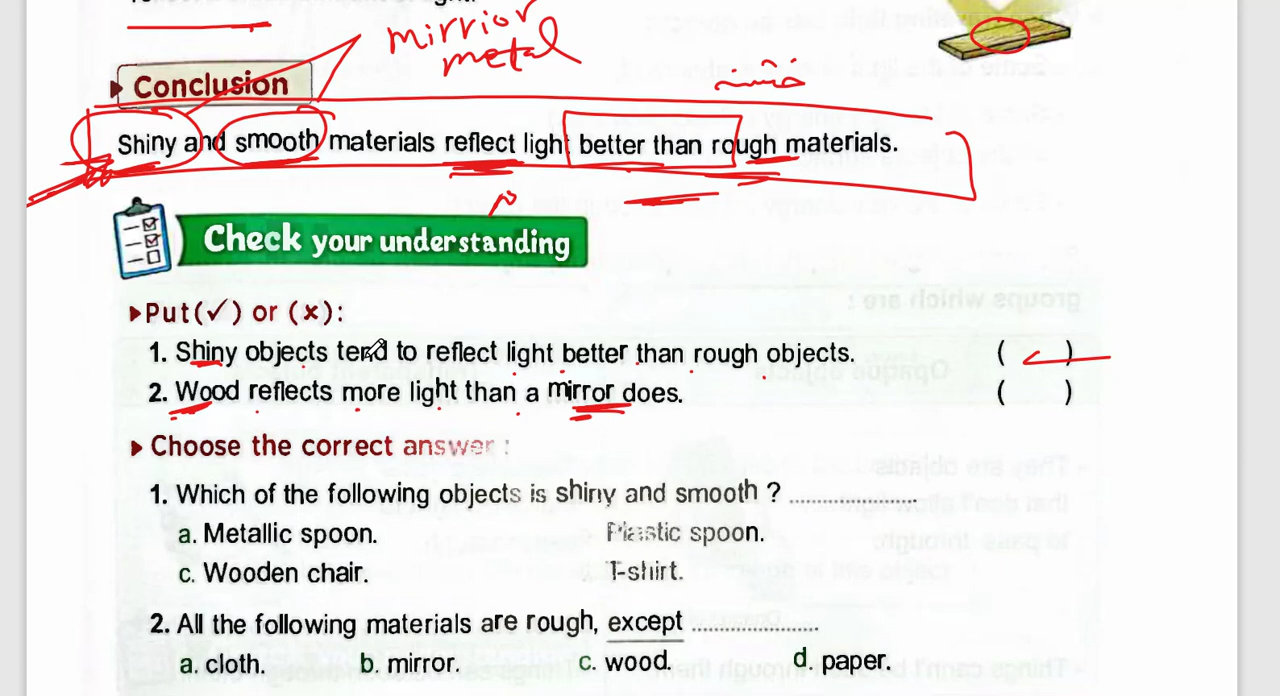 mirrior
metal
Conclusion
خشن
Shiny and smooth materials reflect light better than rough materials.
Check your understanding
Put (✓) or (x) :
1. Shiny objects tend to reflect light better than rough objects. ( )
2. Wood reflects more light than a mirror does. ( )
Choose the correct answer :
1. Which of the following objects is shiny and smooth ? ....................
a. Metallic spoon. Plastic spoon.
c. Wooden chair. T-shirt.
2. All the following materials are rough, except ....................
a. cloth. b. mirror. c. wood. d. paper.